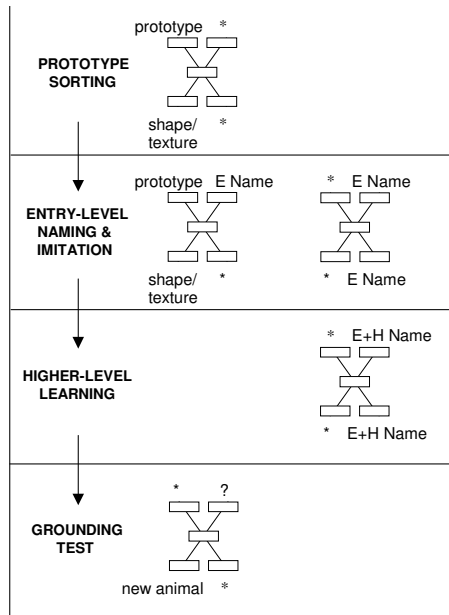 prototype *
PROTOTYPE
SORTING
shape/ *
texture
prototype E Name * E Name
ENTRY-LEVEL
NAMING &
IMITATION
shape/ * * E Name
texture
* E+H Name
HIGHER-LEVEL
LEARNING
* E+H Name
* ?
GROUNDING
TEST
new animal *